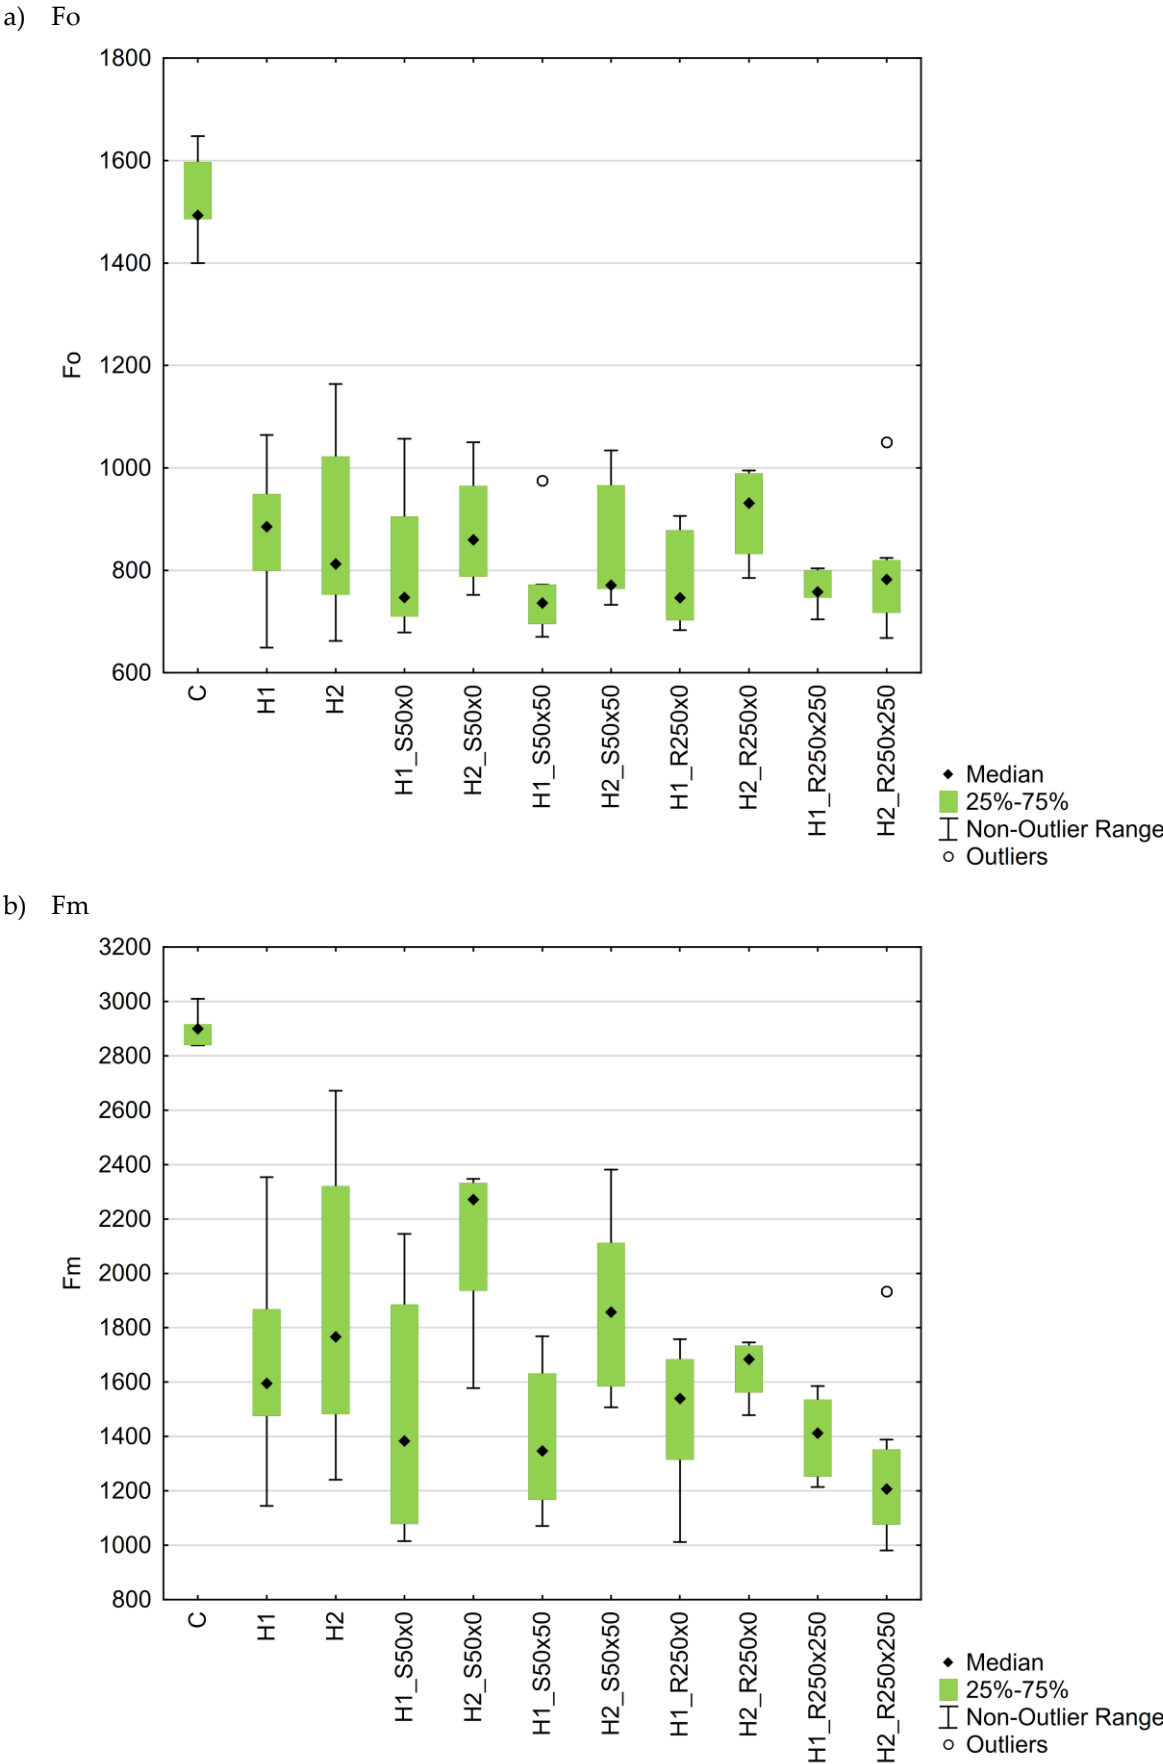 a) Fo
1800
1600
1400
1200
1000
800
600
Fo
C
H1
H2
H1_S50x0
H2_S50x0
H1_S50x50
H2_S50x50
H1_R250x0
H2_R250x0
H1_R250x250
H2_R250x250
Median
25%-75%
Non-Outlier Range
Outliers
b) Fm
3200
3000
2800
2600
2400
2200
2000
1800
1600
1400
1200
1000
800
Fm
C
H1
H2
H1_S50x0
H2_S50x0
H1_S50x50
H2_S50x50
H1_R250x0
H2_R250x0
H1_R250x250
H2_R250x250
Median
25%-75%
Non-Outlier Range
Outliers